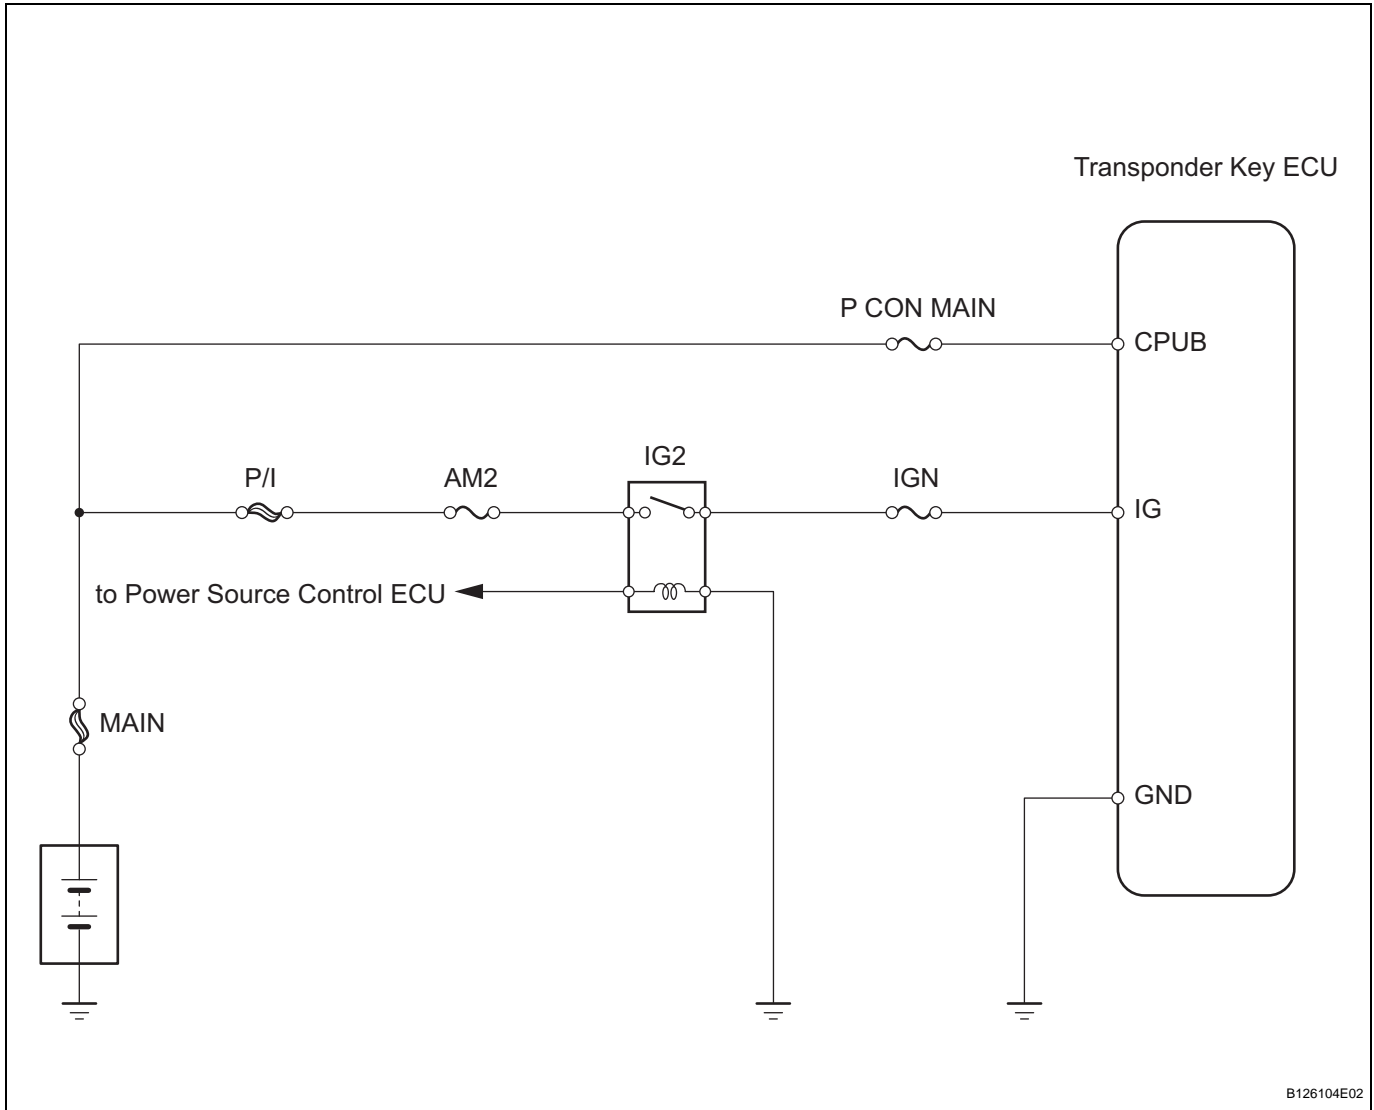 Transponder Key ECU
P CON MAIN
CPUB
IG2
P/I
AM2
IGN
IG
to Power Source Control ECU
MAIN
GND
B126104E02